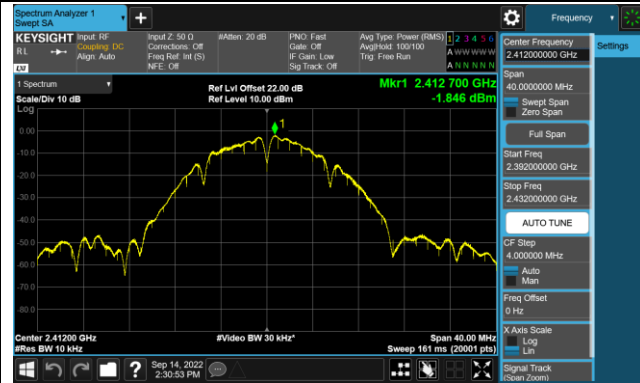 Spectrum Analyzer 1
Swept SA
Frequency
KEYSIGHT
RL
LXI
Input: RF
Coupling: DC
Align: Auto
Input Z: 50 Ω
Corrections: Off
Freq Ref: Int (S)
NFE: Off
#Atten: 20 dB
PNO: Fast
Gate: Off
IF Gain: Low
Sig Track: Off
Avg Type: Power (RMS)
Avg|Hold: 100/100
Trig: Free Run
1 2 3 4 5 6
A W W W W W
A N N N N N
1 Spectrum
Scale/Div 10 dB
Log
Ref Lvl Offset 22.00 dB
Ref Level 10.00 dBm
Mkr1 2.412 700 GHz
-1.846 dBm
1
0.00
-10.0
-20.0
-30.0
-40.0
-50.0
-60.0
-70.0
-80.0
Center 2.41200 GHz
#Res BW 10 kHz
#Video BW 30 kHz*
Span 40.00 MHz
Sweep 161 ms (20001 pts)
Sep 14, 2022
2:30:53 PM
Center Frequency
2.412000000 GHz
Settings
Span
40.0000000 MHz
Swept Span
Zero Span
Full Span
Start Freq
2.392000000 GHz
Stop Freq
2.432000000 GHz
AUTO TUNE
CF Step
4.000000 MHz
Auto
Man
Freq Offset
0 Hz
X Axis Scale
Log
Lin
Signal Track
(Span Zoom)